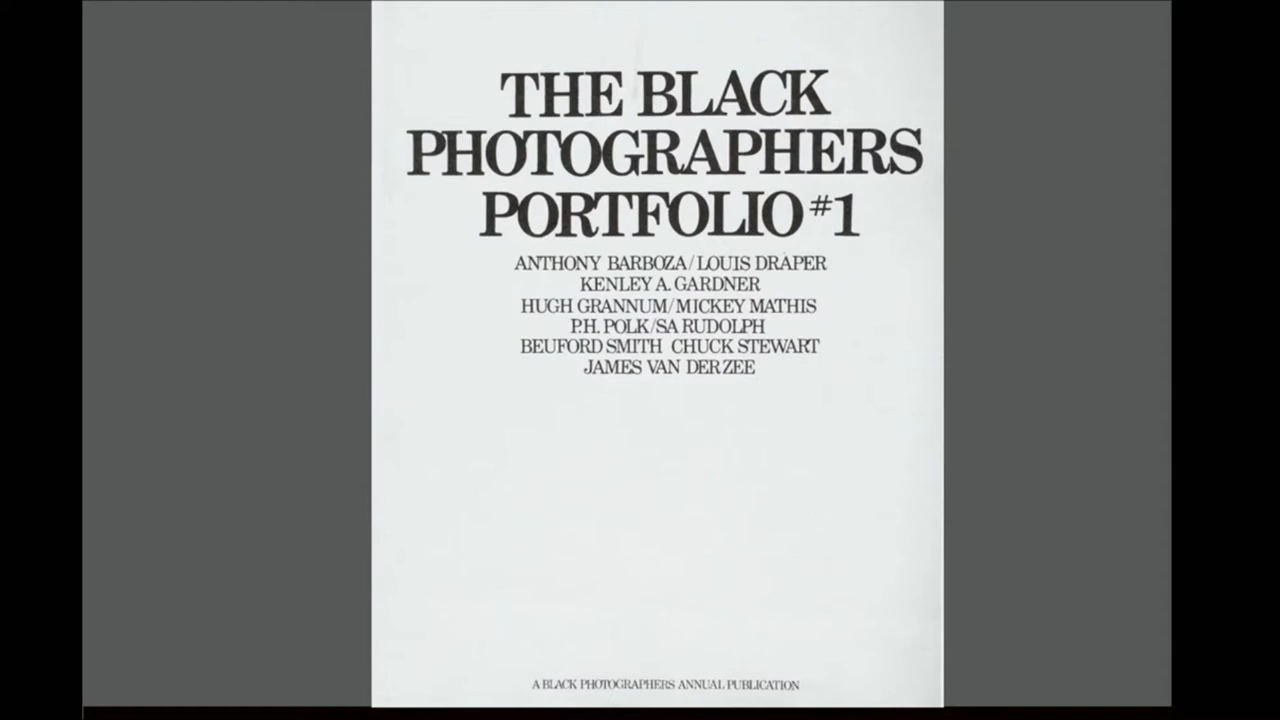 THE BLACK
PHOTOGRAPHERS
PORTFOLIO #1
ANTHONY BARBOZA/LOUIS DRAPER
KENLEY A. GARDNER
HUGH GRANNUM/MICKEY MATHIS
P.H. POLK/SA RUDOLPH
BEUFORD SMITH CHUCK STEWART
JAMES VAN DER ZEE
A BLACK PHOTOGRAPHERS ANNUAL PUBLICATION